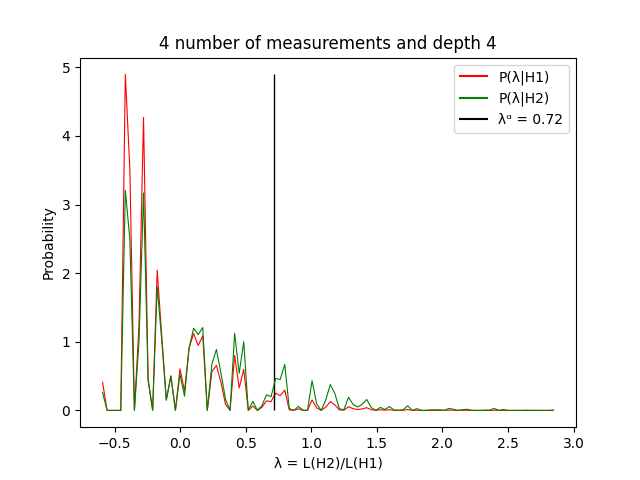 4 number of measurements and depth 4
Probability
5
4
3
2
1
0
P(λ|H1)
P(λ|H2)
λᵅ = 0.72
−0.5 0.0 0.5 1.0 1.5 2.0 2.5 3.0
λ = L(H2)/L(H1)